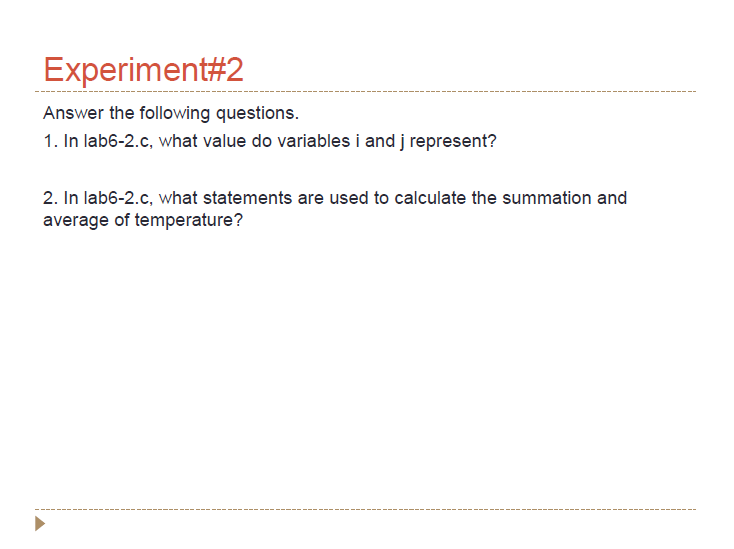 Experiment#2
Answer the following questions.
1. In lab6-2.c, what value do variables i and j represent?
2. In lab6-2.c, what statements are used to calculate the summation and
average of temperature?